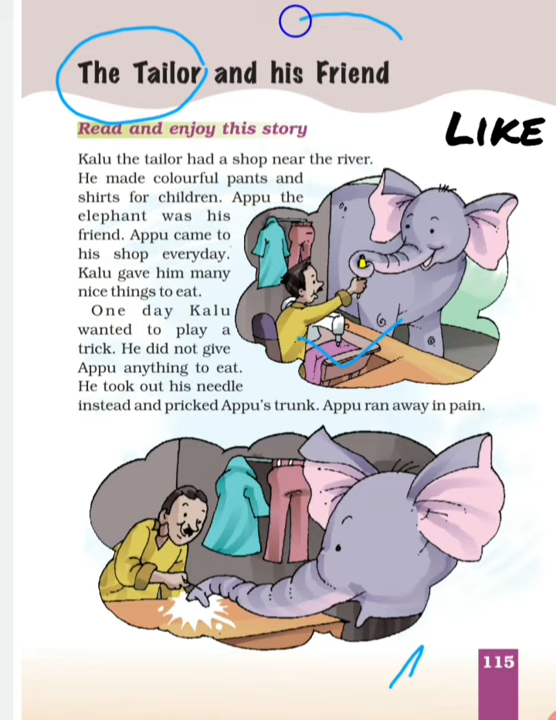 The Tailor and his Friend
Read and enjoy this story
LIKE
Kalu the tailor had a shop near the river.
He made colourful pants and
shirts for children. Appu the
elephant was his
friend. Appu came to
his shop everyday.
Kalu gave him many
nice things to eat.
One day Kalu
wanted to play a
trick. He did not give
Appu anything to eat.
He took out his needle
instead and pricked Appu's trunk. Appu ran away in pain.
115